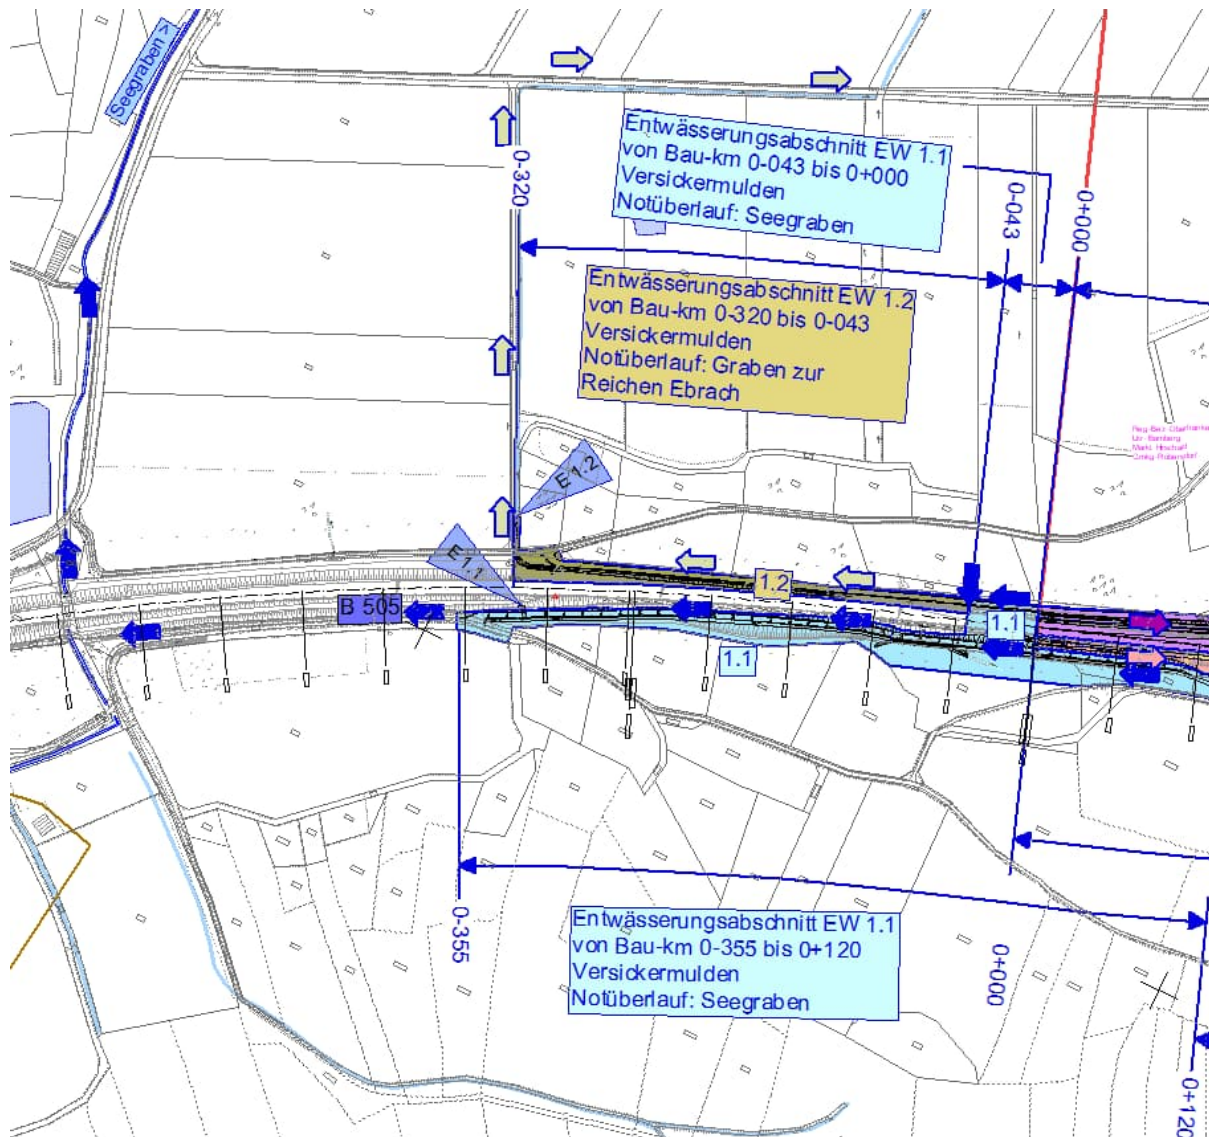 Seegraben >
0-320
Entwässerungsabschnitt EW 1.1
von Bau-km 0-043 bis 0+000
Versickermulden
Notüberlauf: Seegraben
0-043
0+000
Entwässerungsabschnitt EW 1.2
von Bau-km 0-320 bis 0-043
Versickermulden
Notüberlauf: Graben zur
Reichen Ebrach
E 1.2
E 1.1
1.2
B 505
1.1
1.1
0-355
Entwässerungsabschnitt EW 1.1
von Bau-km 0-355 bis 0+120
Versickermulden
Notüberlauf: Seegraben
0+000
0+120